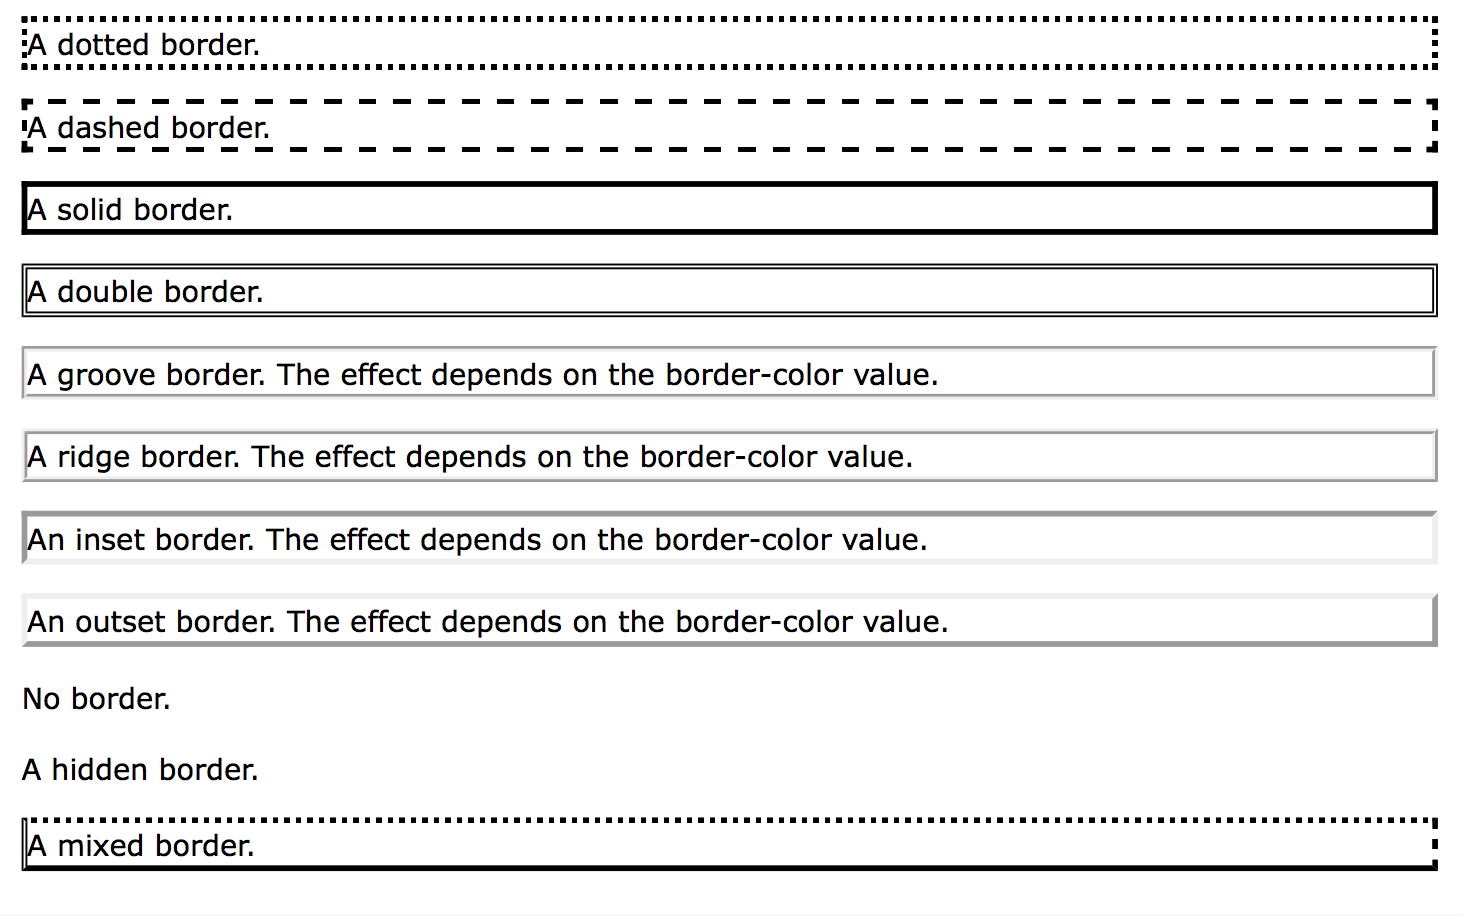 A dotted border.
A dashed border.
A solid border.
A double border.
A groove border. The effect depends on the border-color value.
A ridge border. The effect depends on the border-color value.
An inset border. The effect depends on the border-color value.
An outset border. The effect depends on the border-color value.
No border.
A hidden border.
A mixed border.